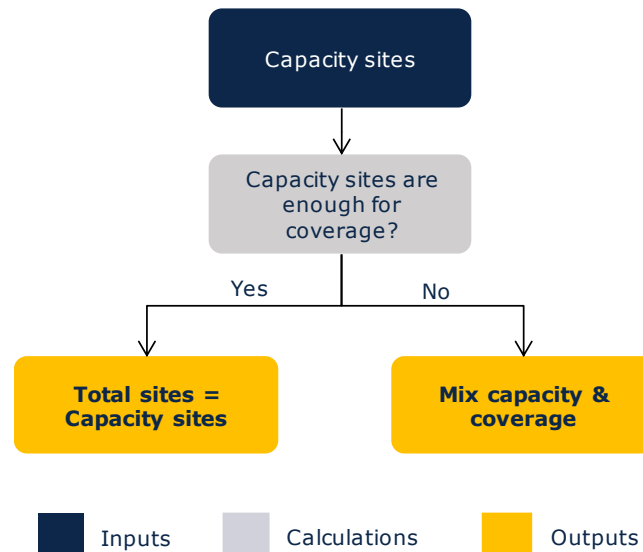 Capacity sites
Capacity sites are
enough for
coverage?
Yes
No
Total sites =
Capacity sites
Mix capacity &
coverage
Inputs
Calculations
Outputs